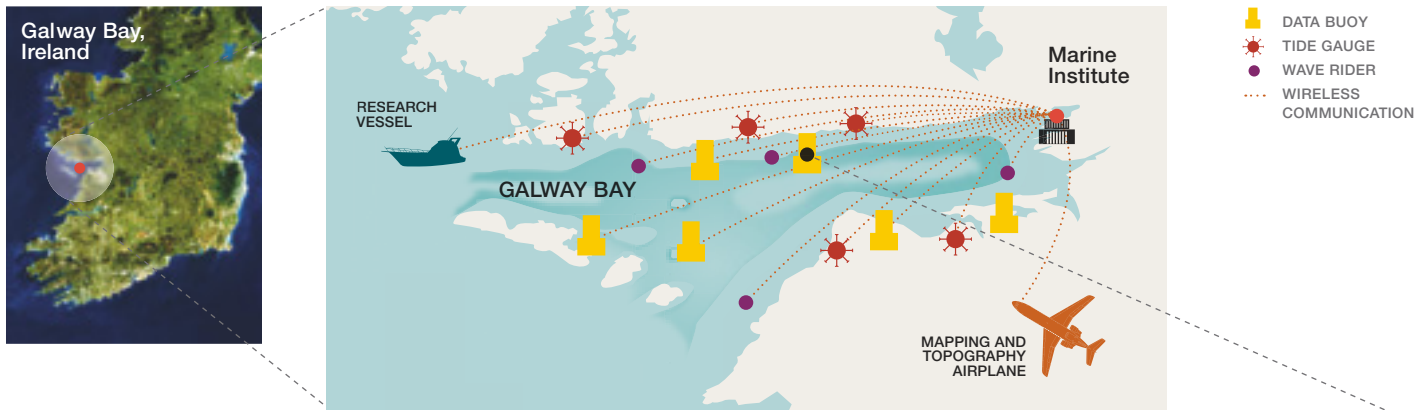 Galway Bay,
Ireland
RESEARCH
VESSEL
GALWAY BAY
Marine
Institute
MAPPING AND
TOPOGRAPHY
AIRPLANE
DATA BUOY
TIDE GAUGE
WAVE RIDER
WIRELESS
COMMUNICATION